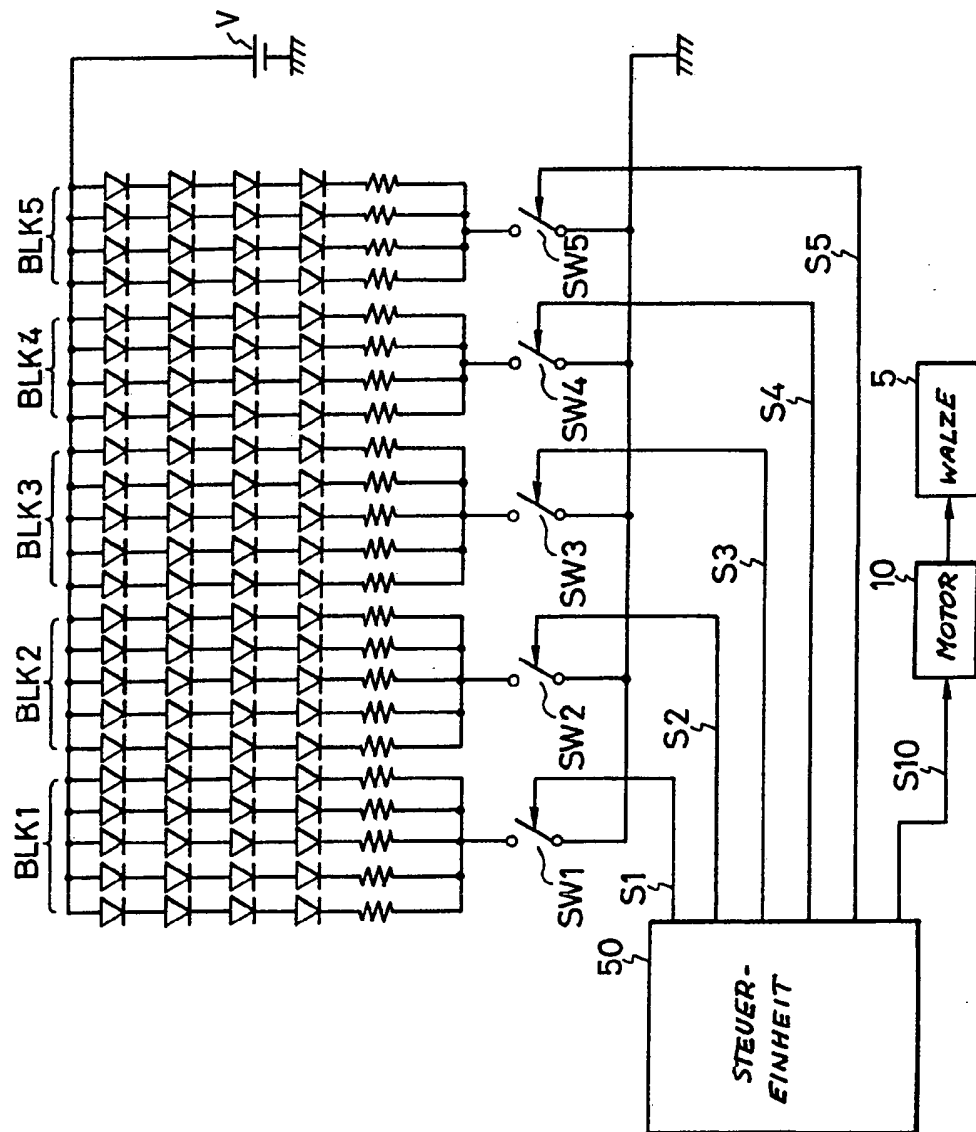 V
BLK1
BLK2
BLK3
BLK4
BLK5
SW1
SW2
SW3
SW4
SW5
S1
S2
S3
S4
S5
S10
50
STEUER-
EINHEIT
10
MOTOR
5
WALZE